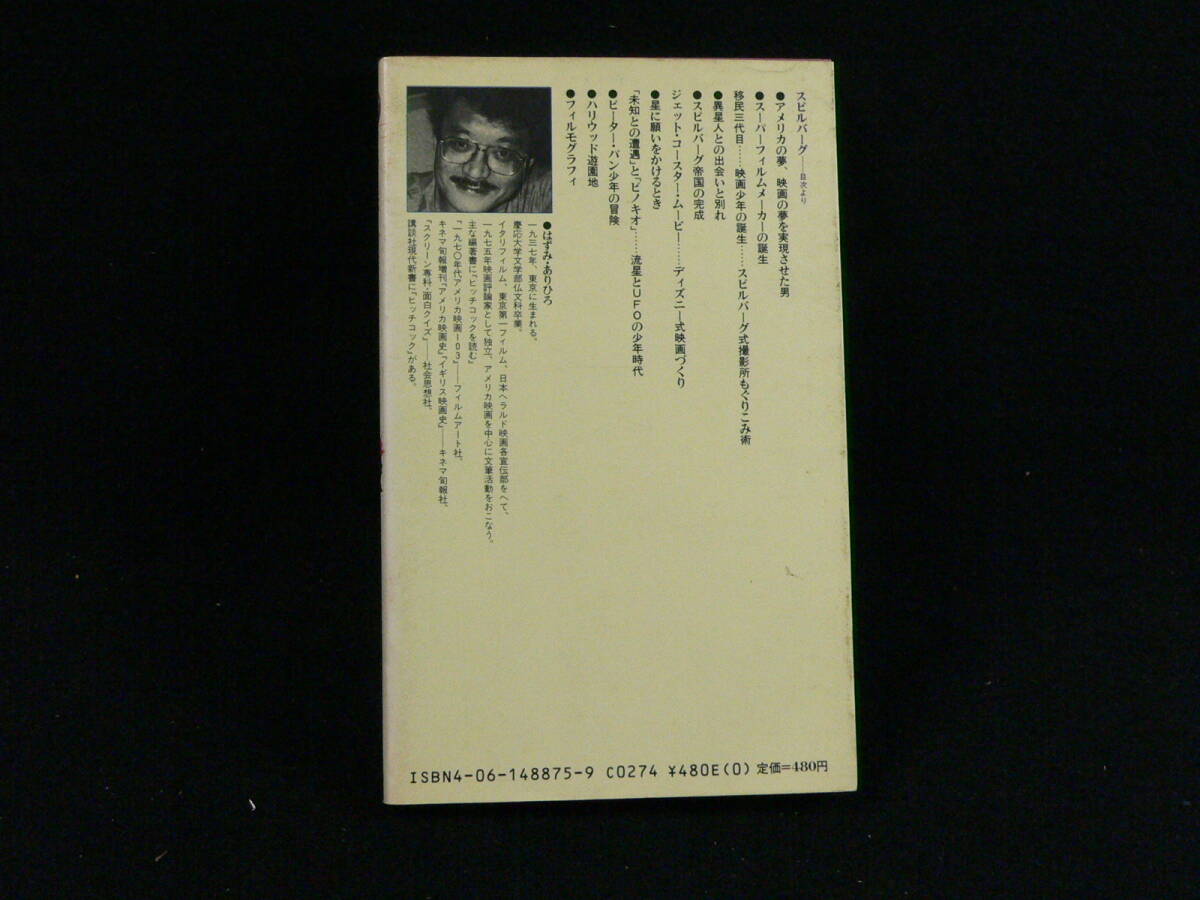 スピルバーグ──目次より
●アメリカの夢、映画の夢を実現させた男
●スーパーフィルムメーカーの誕生
移民三代目……映画少年の誕生……スピルバーグ式撮影所もぐりこみ術
●異星人との出会いと別れ
●スピルバーグ帝国の完成
ジェット・コースター・ムービー……ディズニー式映画づくり
●星に願いをかけるとき
「未知との遭遇」と「ピノキオ」……流星とUFOの少年時代
●ピーター・パン少年の冒険
●ハリウッド遊園地
●フィルモグラフィ
●はずみ・ありひろ
一九三七年、東京に生まれる。
慶応大学文学部仏文科卒業。
イタリフィルム、東京第一フィルム、日本ヘラルド映画各宣伝部をへて、
一九七五年映画評論家として独立、アメリカ映画を中心に文筆活動をおこなう。
主な編著書に『ヒッチコックを読む』
『一九七〇年代アメリカ映画103』──フィルムアート社、
キネマ旬報増刊『アメリカ映画史』『イギリス映画史』──キネマ旬報社、
『スクリーン専科・面白クイズ』──社会思想社、
講談社現代新書に『ヒッチコック』がある。
ISBN4-06-148875-9 C0274 ¥480E(0) 定価=480円